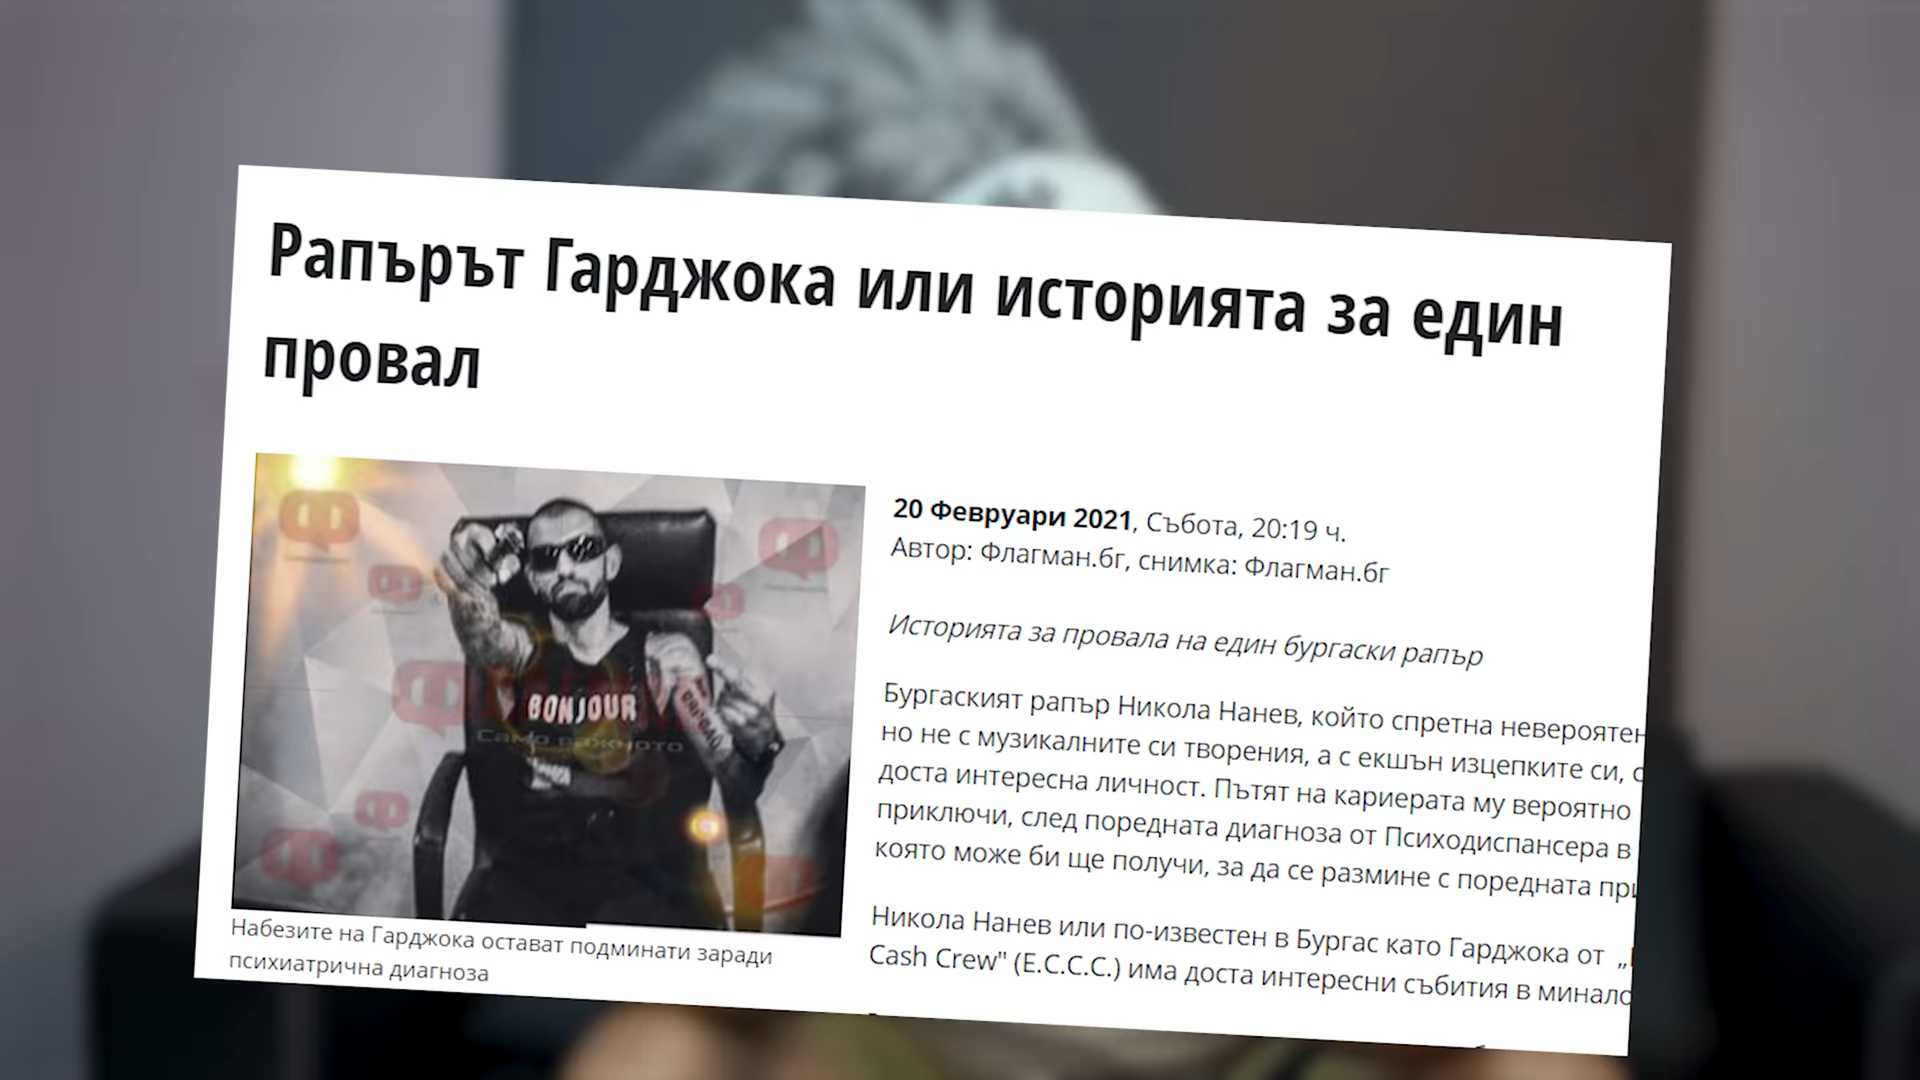 Рапърът Гарджока или историята за един
провал
20 Февруари 2021, Събота, 20:19 ч.
Автор: Флагман.бг, снимка: Флагман.бг
Историята за провала на един бургаски рапър
Бургаският рапър Никола Нанев, който спретна невероятен
но не с музикалните си творения, а с екшън изцепките си, с
доста интересна личност. Пътят на кариерата му вероятно
приключи, след поредната диагноза от Психодиспансера в
която може би ще получи, за да се размине с поредната
Никола Нанев или по-известен в Бургас като Гарджока от „
Cash Crew" (E.C.C.C.) има доста интересни събития в минало
BONJOUR
Само важното
Набезите на Гарджока остават подминати заради
психиатрична диагноза